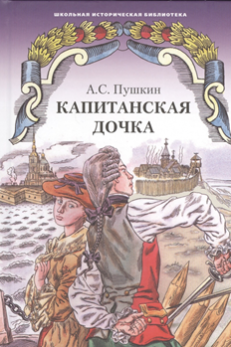 ШКОЛЬНАЯ ИСТОРИЧЕСКАЯ БИБЛИОТЕКА
А.С. Пушкин
КАПИТАНСКАЯ
ДОЧКА